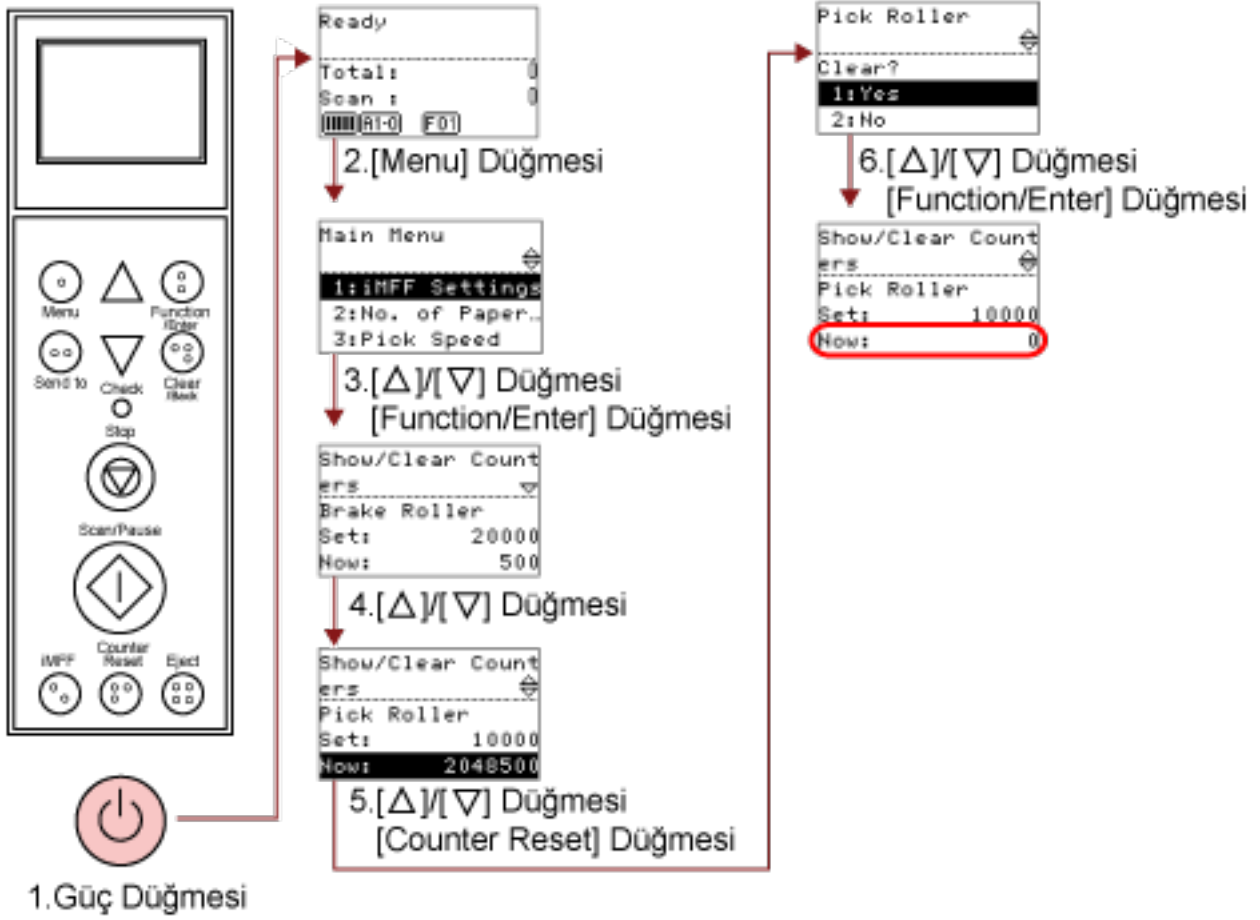 Menu
Function
/Enter
Send to
Check
Clear
/Back
Stop
Scan/Pause
iMFF
Counter
Reset
Eject
1.Güç Düğmesi
Ready
Total: 0
Scan : 0
A1-0 F01
2.[Menu] Düğmesi
Main Menu
1:iMFF Settings
2:No. of Paper…
3:Pick Speed
3.[△]/[▽] Düğmesi
[Function/Enter] Düğmesi
Show/Clear Count
ers
Brake Roller
Set: 20000
Now: 500
4.[△]/[▽] Düğmesi
Show/Clear Count
ers
Pick Roller
Set: 10000
Now: 2048500
5.[△]/[▽] Düğmesi
[Counter Reset] Düğmesi
Pick Roller
Clear?
1:Yes
2:No
6.[△]/[▽] Düğmesi
[Function/Enter] Düğmesi
Show/Clear Count
ers
Pick Roller
Set: 10000
Now: 0